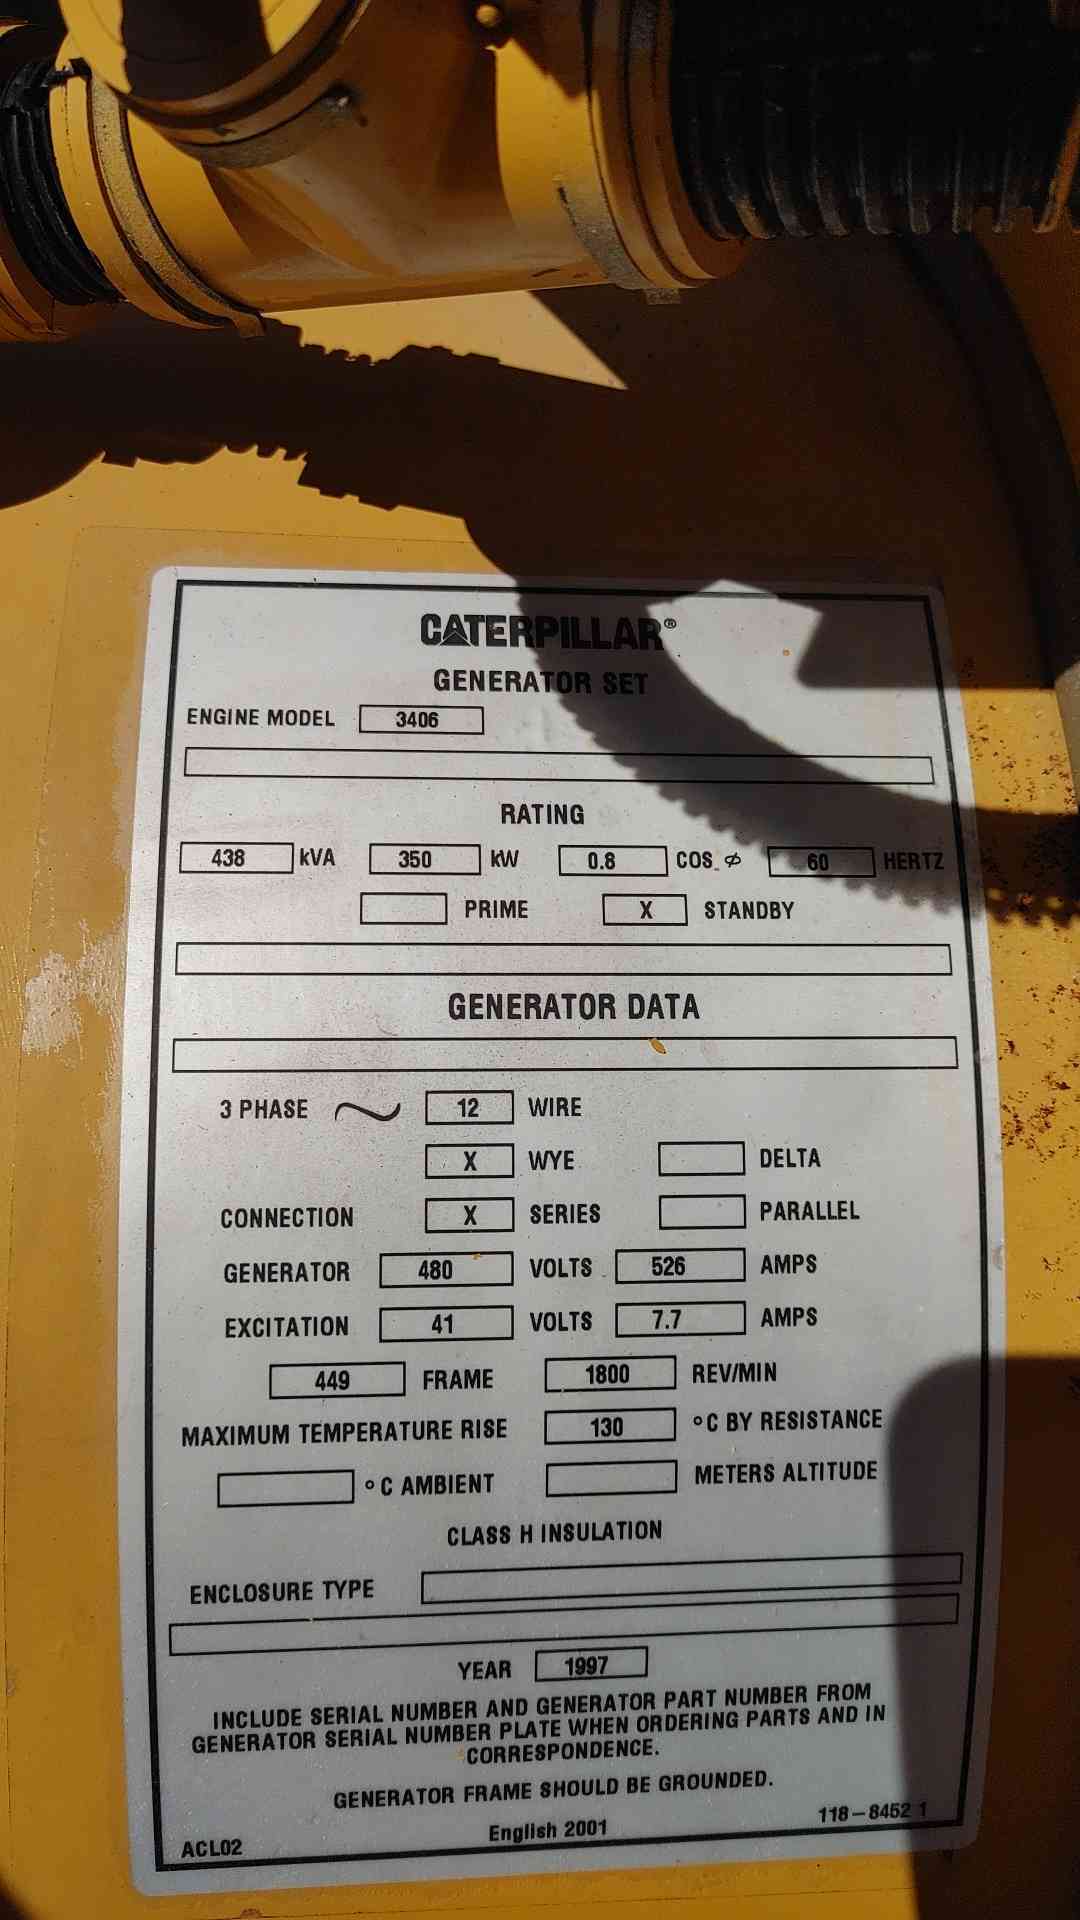 CATERPILLAR®
GENERATOR SET
ENGINE MODEL 3406
RATING
438 kVA 350 kW 0.8 COS. ⌀ 60 HERTZ
PRIME X STANDBY
GENERATOR DATA
3 PHASE ~ 12 WIRE
X WYE DELTA
CONNECTION X SERIES PARALLEL
GENERATOR 480 VOLTS 526 AMPS
EXCITATION 41 VOLTS 7.7 AMPS
449 FRAME 1800 REV/MIN
MAXIMUM TEMPERATURE RISE 130 °C BY RESISTANCE
°C AMBIENT METERS ALTITUDE
CLASS H INSULATION
ENCLOSURE TYPE
YEAR 1997
INCLUDE SERIAL NUMBER AND GENERATOR PART NUMBER FROM
GENERATOR SERIAL NUMBER PLATE WHEN ORDERING PARTS AND IN
CORRESPONDENCE.
GENERATOR FRAME SHOULD BE GROUNDED.
ACL02 English 2001 118-8452 1